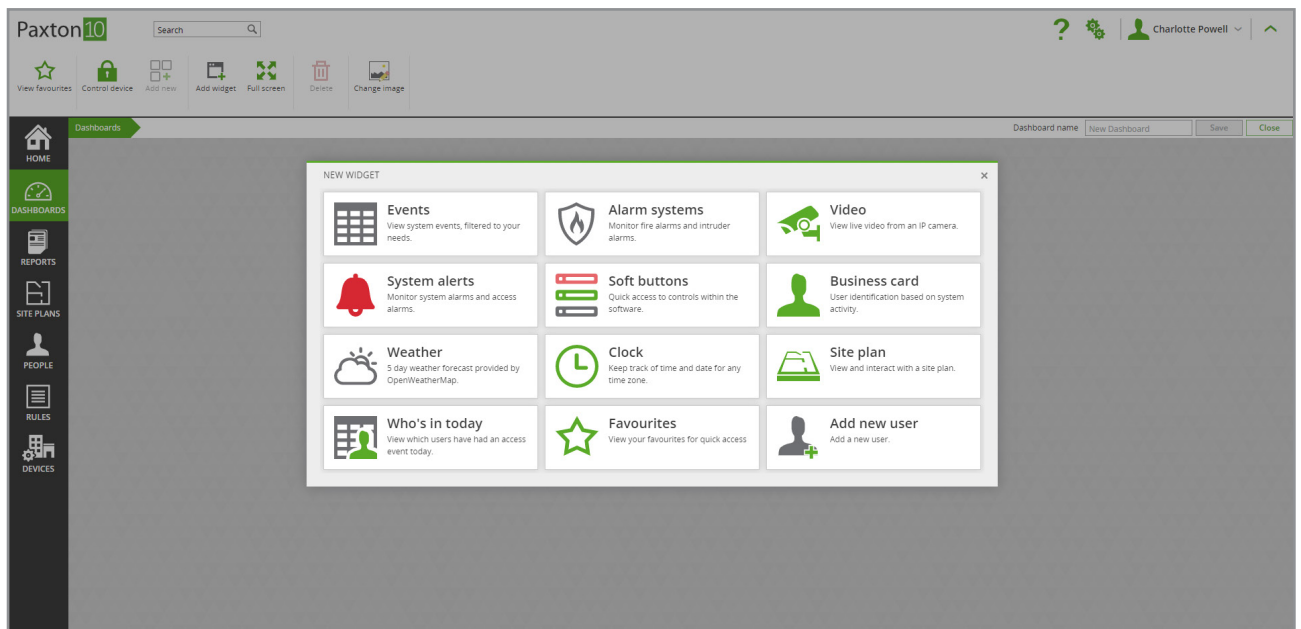 Paxton10
Search
Charlotte Powell
View favourites
Control device
Add new
Add widget
Full screen
Delete
Change image
Dashboards
Dashboard name
New Dashboard
Save
Close
HOME
DASHBOARDS
REPORTS
SITE PLANS
PEOPLE
RULES
DEVICES
NEW WIDGET
Events
View system events, filtered to your
needs.
Alarm systems
Monitor fire alarms and intruder
alarms.
Video
View live video from an IP camera.
System alerts
Monitor system alarms and access
alarms.
Soft buttons
Quick access to controls within the
software.
Business card
User identification based on system
activity.
Weather
5 day weather forecast provided by
OpenWeatherMap.
Clock
Keep track of time and date for any
time zone.
Site plan
View and interact with a site plan.
Who's in today
View which users have had an access
event today.
Favourites
View your favourites for quick access
Add new user
Add a new user.